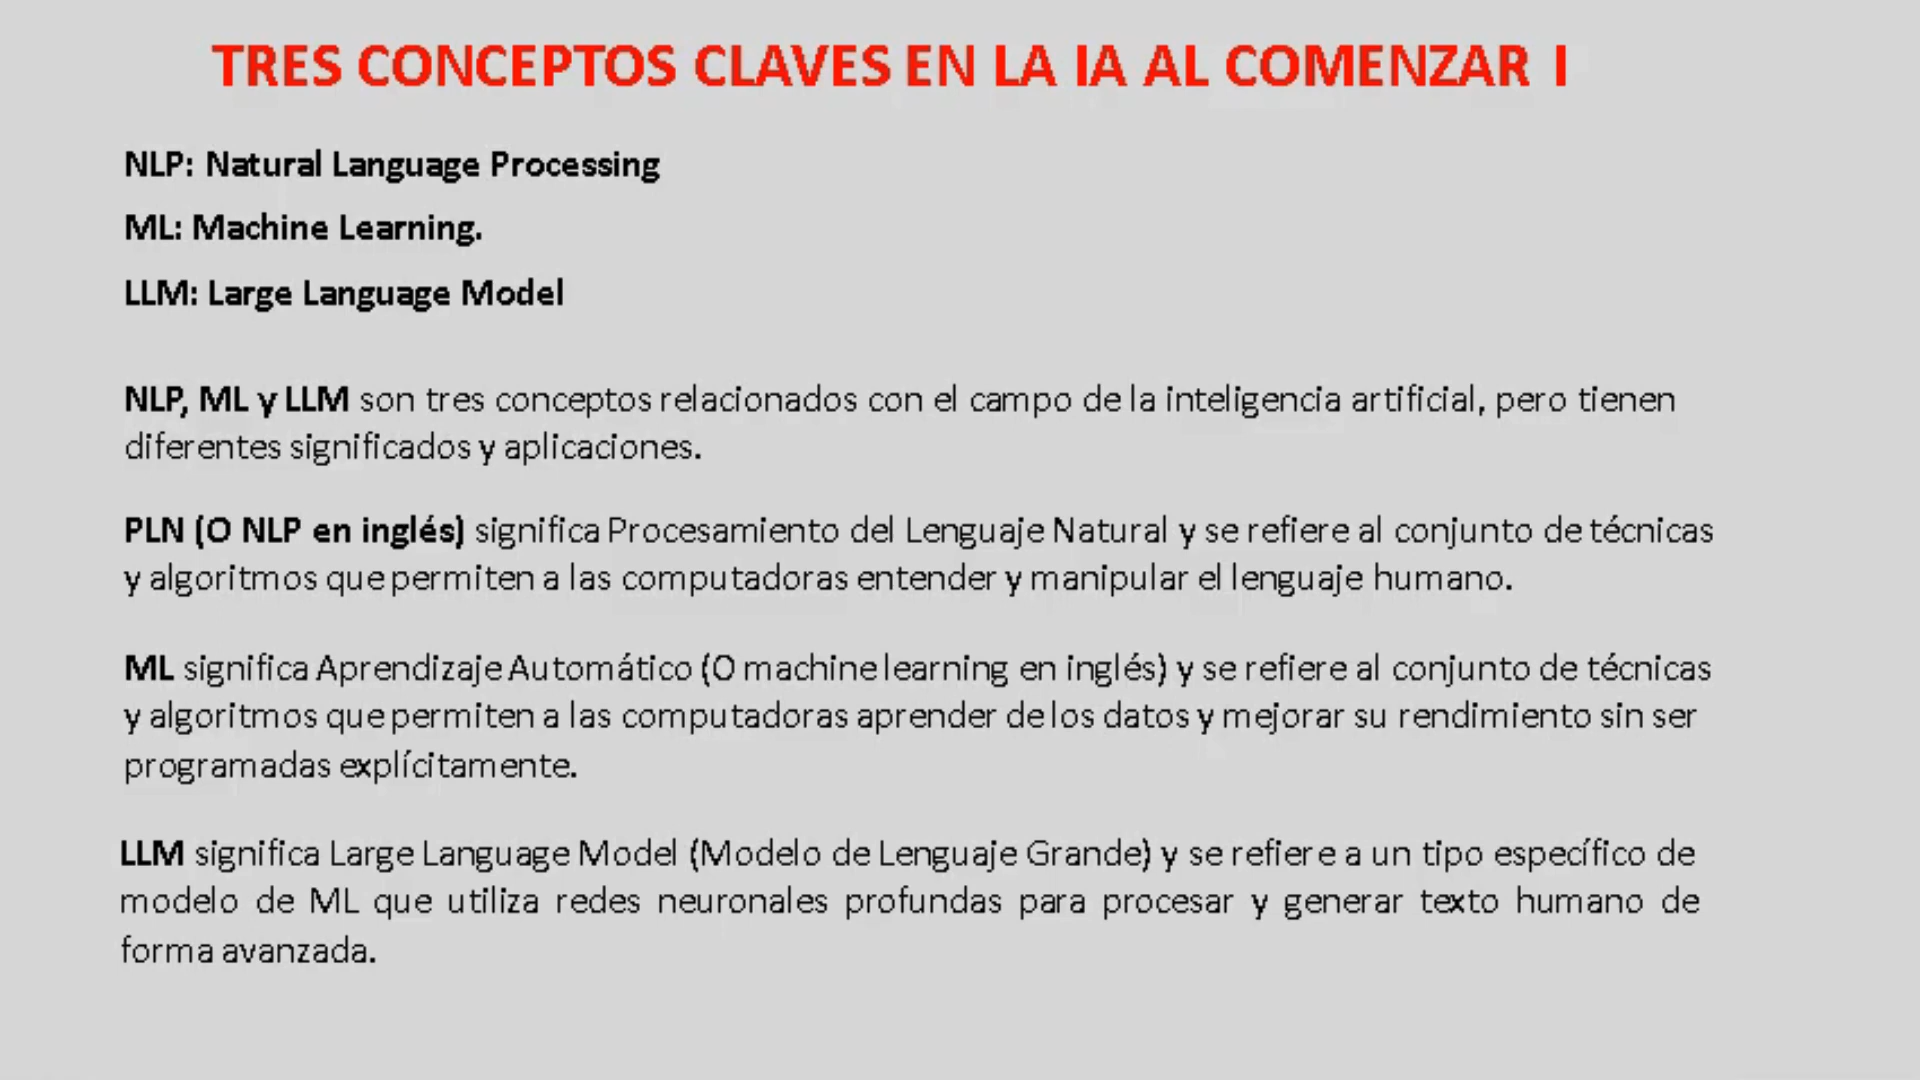 TRES CONCEPTOS CLAVES EN LA IA AL COMENZAR I
NLP: Natural Language Processing
ML: Machine Learning.
LLM: Large Language Model
NLP, ML y LLM son tres conceptos relacionados con el campo de la inteligencia artificial, pero tienen
diferentes significados y aplicaciones.
PLN (O NLP en inglés) significa Procesamiento del Lenguaje Natural y se refiere al conjunto de técnicas
y algoritmos que permiten a las computadoras entender y manipular el lenguaje humano.
ML significa Aprendizaje Automático (O machine learning en inglés) y se refiere al conjunto de técnicas
y algoritmos que permiten a las computadoras aprender de los datos y mejorar su rendimiento sin ser
programadas explícitamente.
LLM significa Large Language Model (Modelo de Lenguaje Grande) y se refiere a un tipo específico de
modelo de ML que utiliza redes neuronales profundas para procesar y generar texto humano de
forma avanzada.